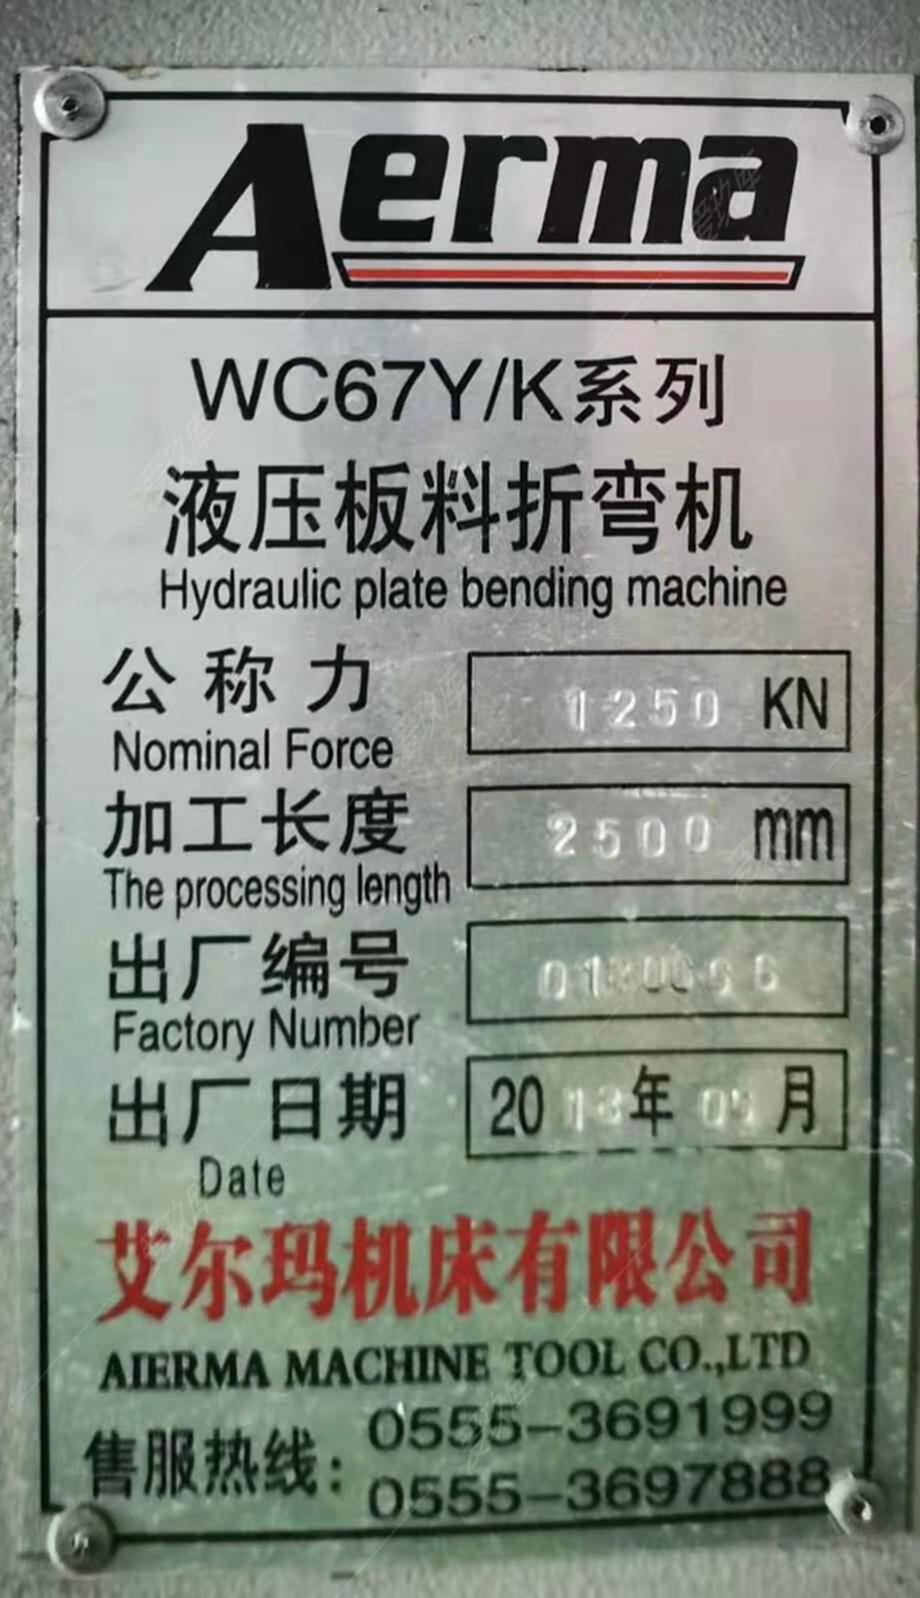 Aerma
WC67Y/K系列
液压板料折弯机
Hydraulic plate bending machine
公称力 1250 KN
Nominal Force
加工长度 2500 mm
The processing length
出厂编号
Factory Number
出厂日期 20 年 月
Date
艾尔玛机床有限公司
AIERMA MACHINE TOOL CO.,LTD
售服热线: 0555-3691999
0555-3697888